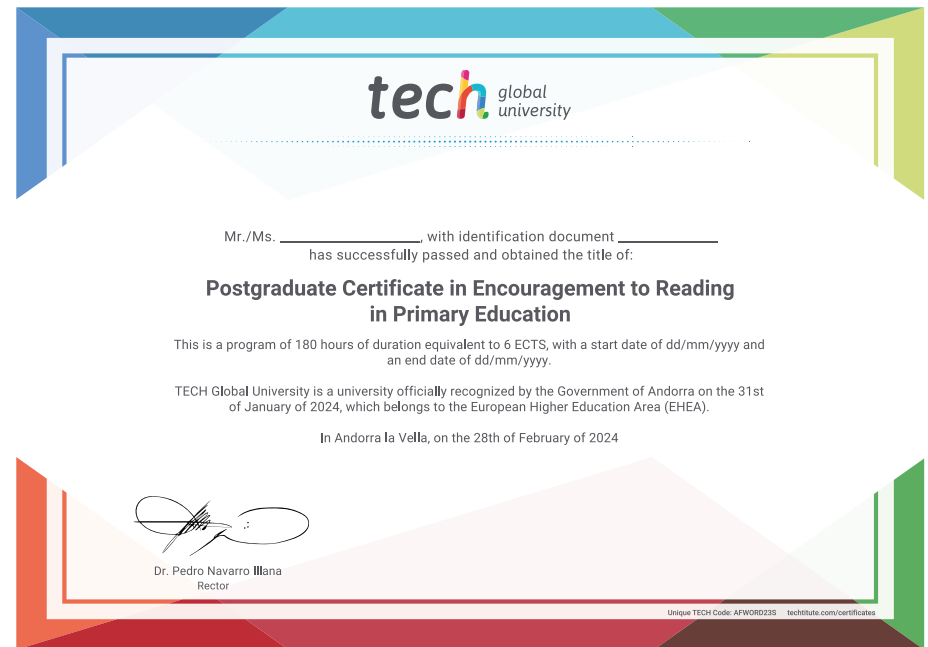 tech global
university
Mr./Ms. ____________, with identification document ____________
has successfully passed and obtained the title of:
Postgraduate Certificate in Encouragement to Reading
in Primary Education
This is a program of 180 hours of duration equivalent to 6 ECTS, with a start date of dd/mm/yyyy and
an end date of dd/mm/yyyy.
TECH Global University is a university officially recognized by the Government of Andorra on the 31st
of January of 2024, which belongs to the European Higher Education Area (EHEA).
In Andorra la Vella, on the 28th of February of 2024
Dr. Pedro Navarro Illana
Rector
Unique TECH Code: AFWORD23S techtitute.com/certificates